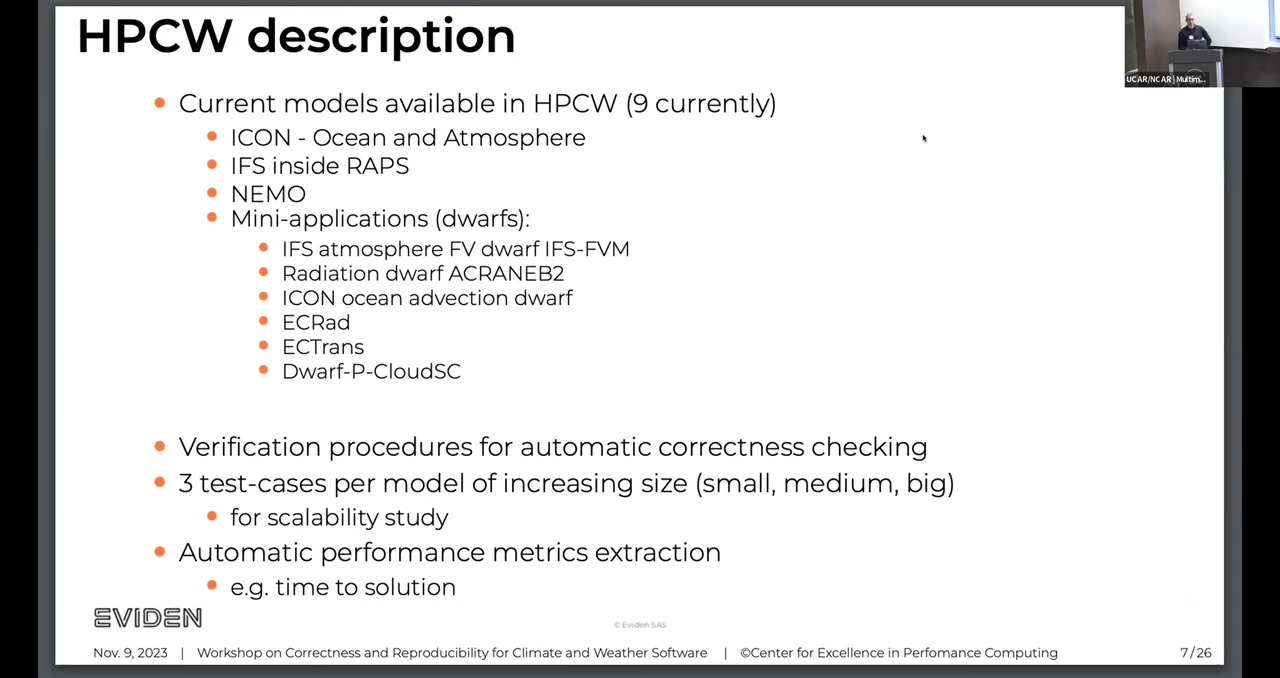 HPCW description
UCAR/NCAR | Multim...
Current models available in HPCW (9 currently)
ICON - Ocean and Atmosphere
IFS inside RAPS
NEMO
Mini-applications (dwarfs):
IFS atmosphere FV dwarf IFS-FVM
Radiation dwarf ACRANEB2
ICON ocean advection dwarf
ECRad
ECTrans
Dwarf-P-CloudSC
Verification procedures for automatic correctness checking
3 test-cases per model of increasing size (small, medium, big)
for scalability study
Automatic performance metrics extraction
e.g. time to solution
EVIDEN
© Eviden SAS
Nov. 9, 2023 | Workshop on Correctness and Reproducibility for Climate and Weather Software | ©Center for Excellence in Perfomance Computing 7/26